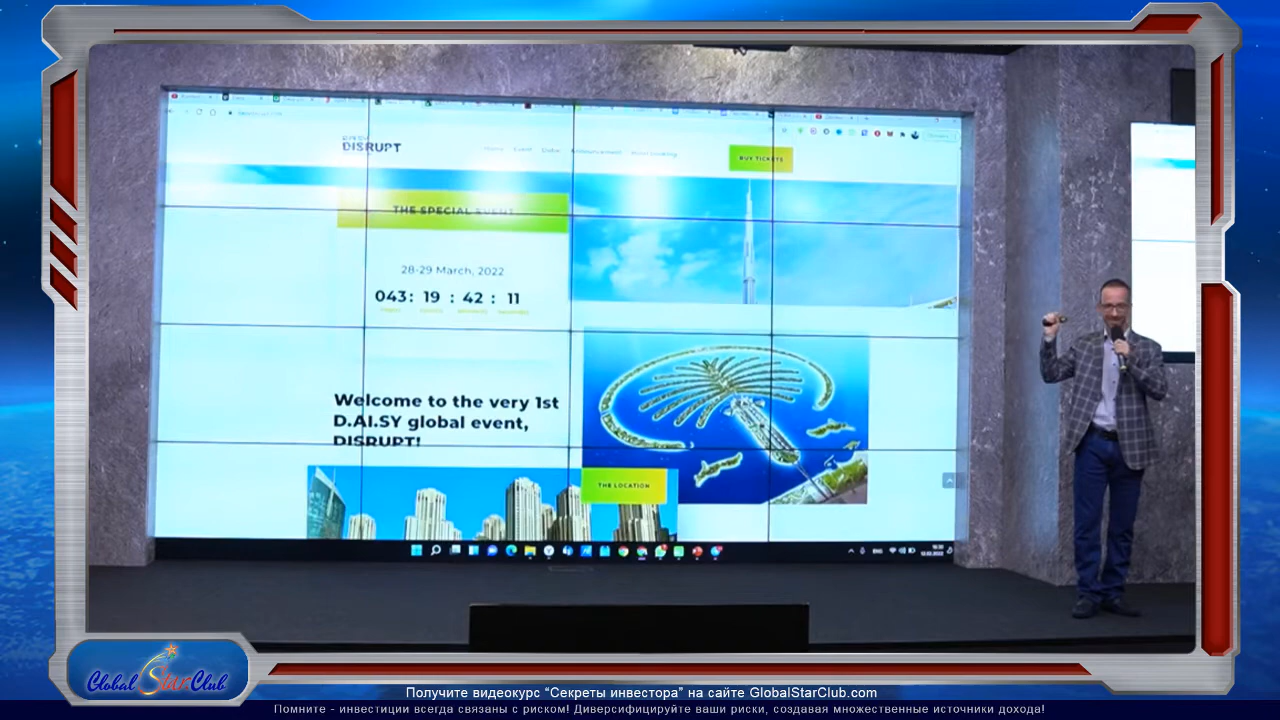 DISRUPT
BUY TICKETS
THE SPECIAL EVENT
28-29 March, 2022
043: 19 : 42 : 11
Welcome to the very 1st
D.AI.SY global event,
DISRUPT!
THE LOCATION
Global Star Club
Получите видеокурс “Секреты инвестора” на сайте GlobalStarClub.com
Помните - инвестиции всегда связаны с риском! Диверсифицируйте ваши риски, создавая множественные источники дохода!